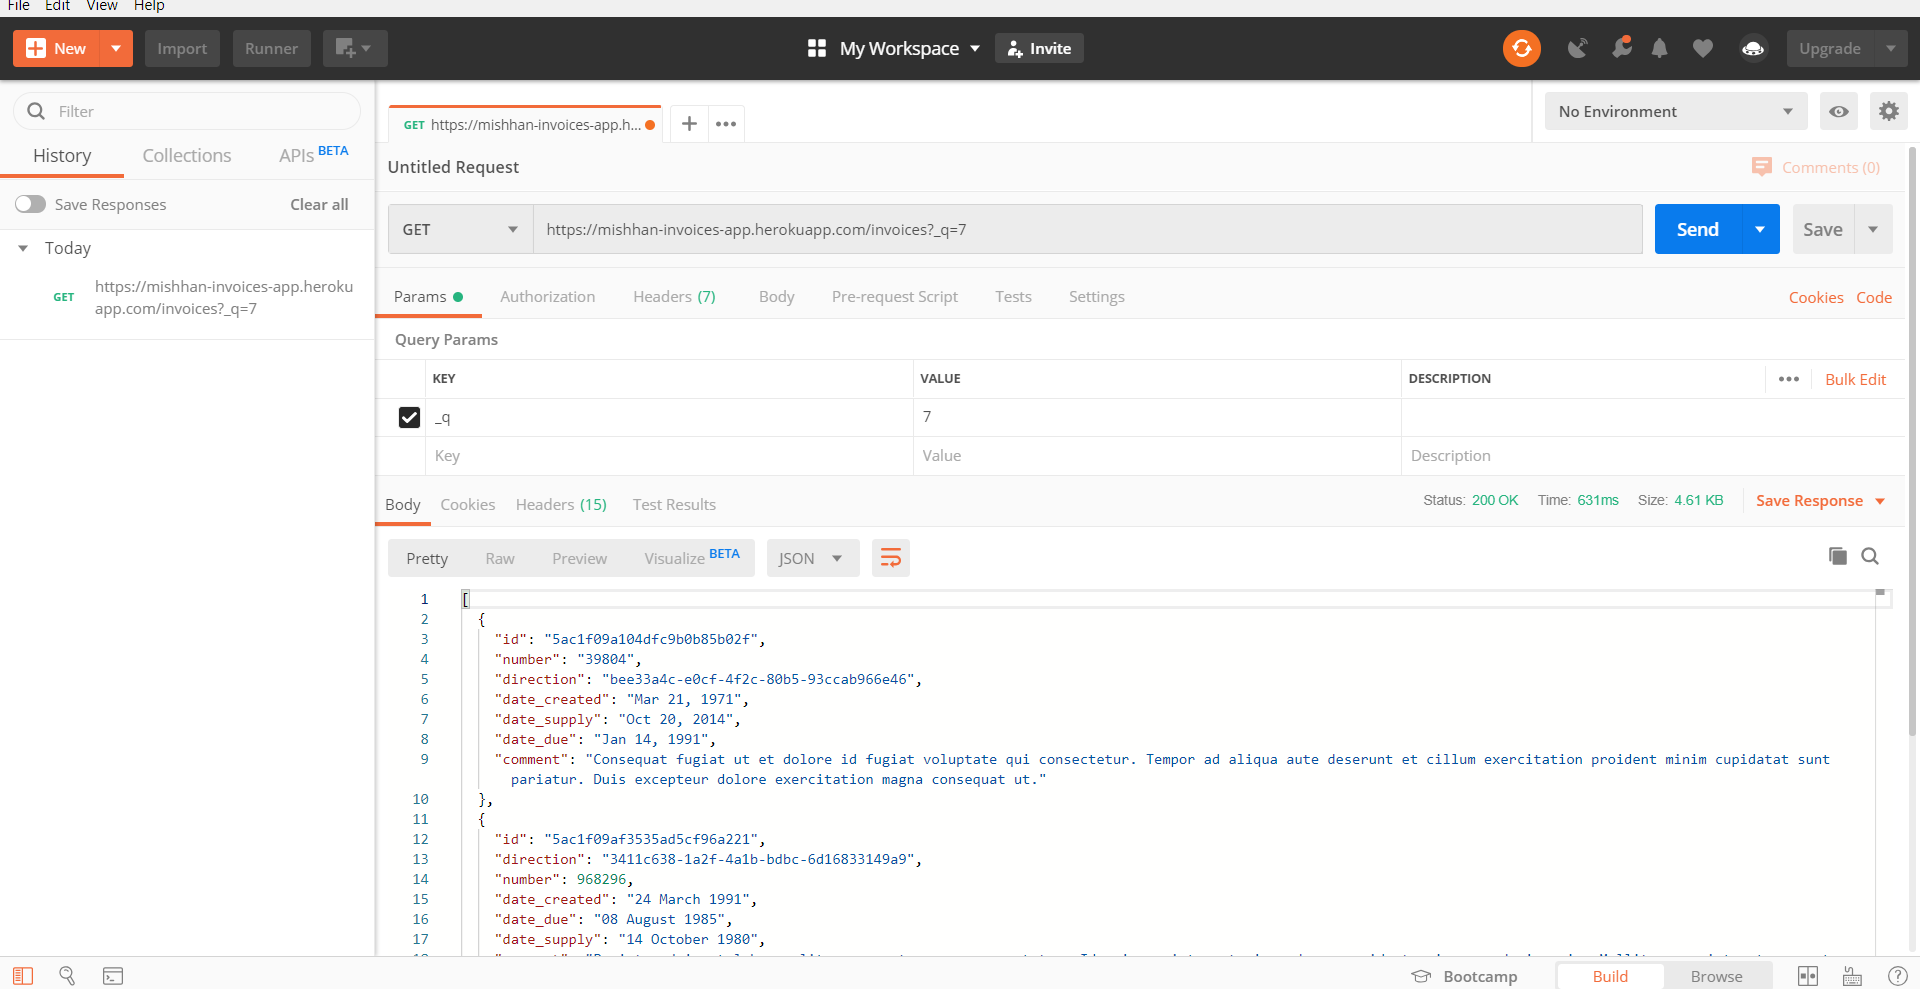 File Edit View Help
New Import Runner My Workspace Invite Upgrade
Filter
History Collections APIs BETA
Save Responses Clear all
Today
GET https://mishhan-invoices-app.heroku
app.com/invoices?_q=7
GET https://mishhan-invoices-app.h...
No Environment
Untitled Request
Comments (0)
GET https://mishhan-invoices-app.herokuapp.com/invoices?_q=7 Send Save
Params Authorization Headers (7) Body Pre-request Script Tests Settings Cookies Code
Query Params
KEY VALUE DESCRIPTION Bulk Edit
_q 7
Key Value Description
Body Cookies Headers (15) Test Results Status: 200 OK Time: 631ms Size: 4.61 KB Save Response
Pretty Raw Preview Visualize BETA JSON
1 [
2 {
3 "id": "5ac1f09a104dfc9b0b85b02f",
4 "number": "39804",
5 "direction": "bee33a4c-e0cf-4f2c-80b5-93ccab966e46",
6 "date_created": "Mar 21, 1971",
7 "date_supply": "Oct 20, 2014",
8 "date_due": "Jan 14, 1991",
9 "comment": "Consequat fugiat ut et dolore id fugiat voluptate qui consectetur. Tempor ad aliqua aute deserunt et cillum exercitation proident minim cupidatat sunt
pariatur. Duis excepteur dolore exercitation magna consequat ut."
10 },
11 {
12 "id": "5ac1f09af3535ad5cf96a221",
13 "direction": "3411c638-1a2f-4a1b-bdbc-6d16833149a9",
14 "number": 968296,
15 "date_created": "24 March 1991",
16 "date_due": "08 August 1985",
17 "date_supply": "14 October 1980",
Bootcamp Build Browse